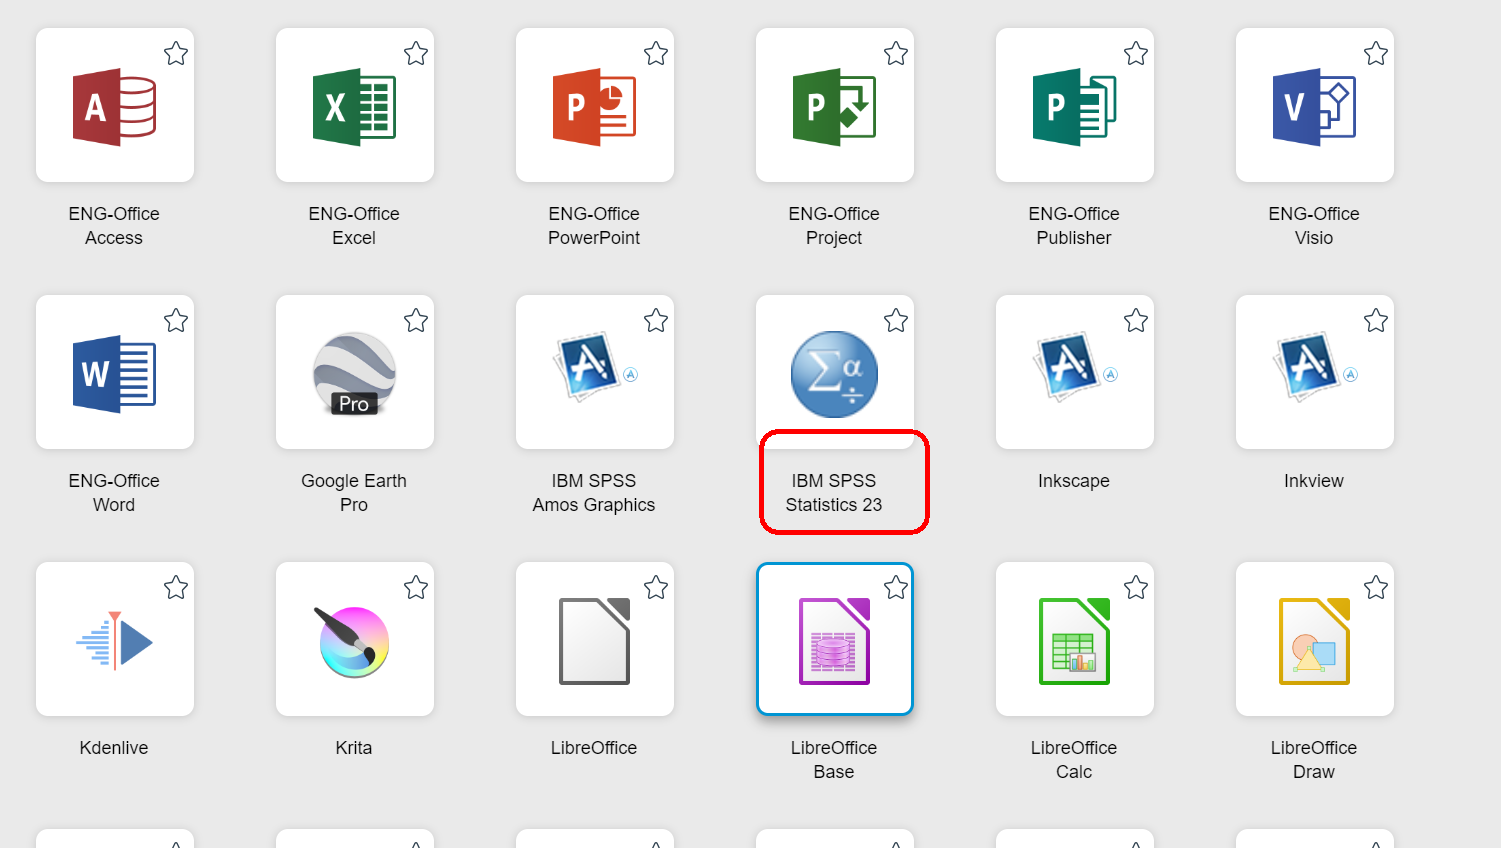 A
X
P
P
P
V
ENG-Office
Access
ENG-Office
Excel
ENG-Office
PowerPoint
ENG-Office
Project
ENG-Office
Publisher
ENG-Office
Visio
W
Pro
A
A
Σα
÷
A
A
A
A
ENG-Office
Word
Google Earth
Pro
IBM SPSS
Amos Graphics
IBM SPSS
Statistics 23
Inkscape
Inkview
Kdenlive
Krita
LibreOffice
LibreOffice
Base
LibreOffice
Calc
LibreOffice
Draw